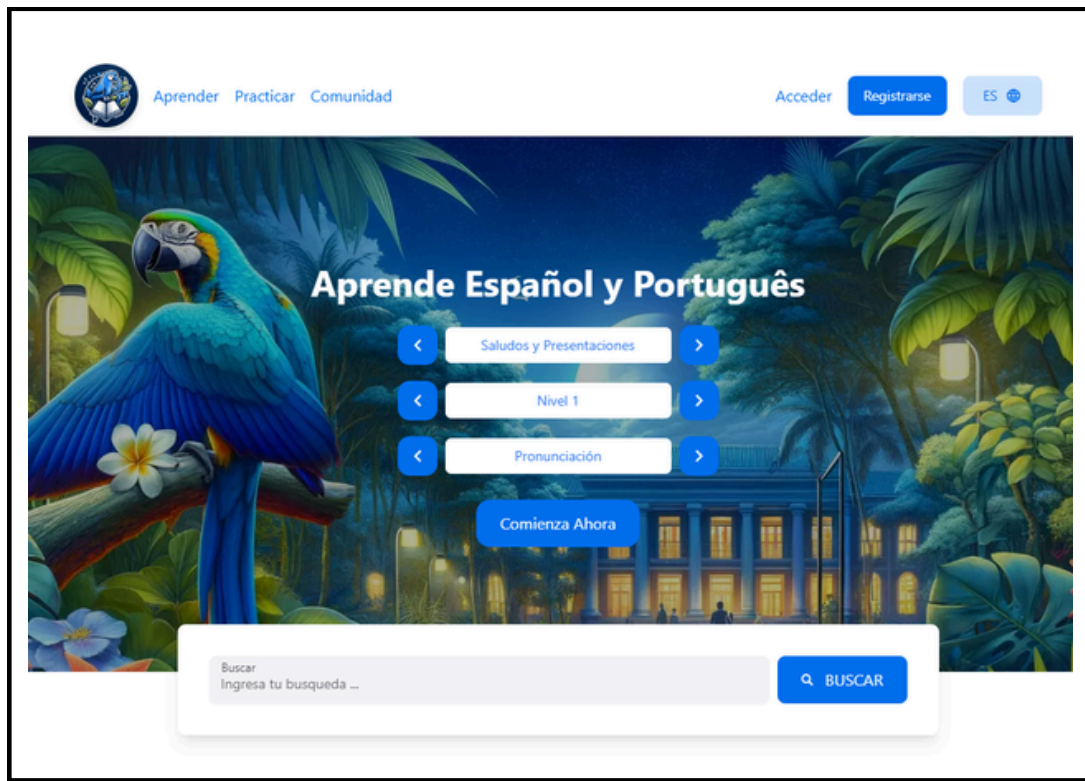 Aprender Practicar Comunidad
Acceder Registrarse ES
Aprende Español y Português
Saludos y Presentaciones
Nivel 1
Pronunciación
Comienza Ahora
Buscar
Ingresa tu busqueda ...
BUSCAR